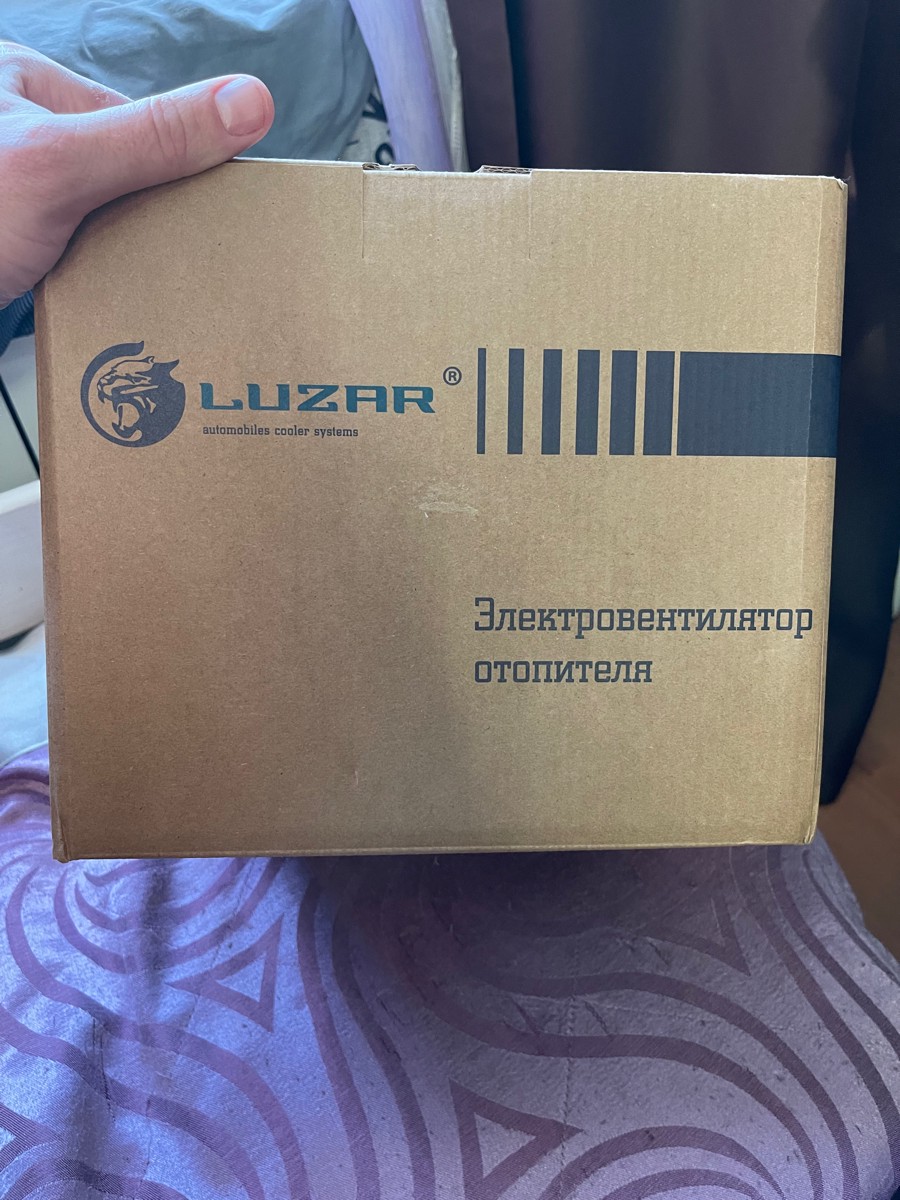 LUZAR®
automobiles cooler systems
Электровентилятор
отопителя